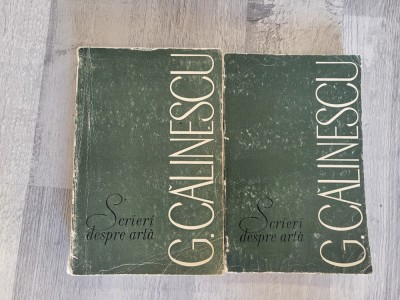 Scrieri
despre artă
G. CĂLINESCU
Scrieri
despre artă
G. CĂLINESCU